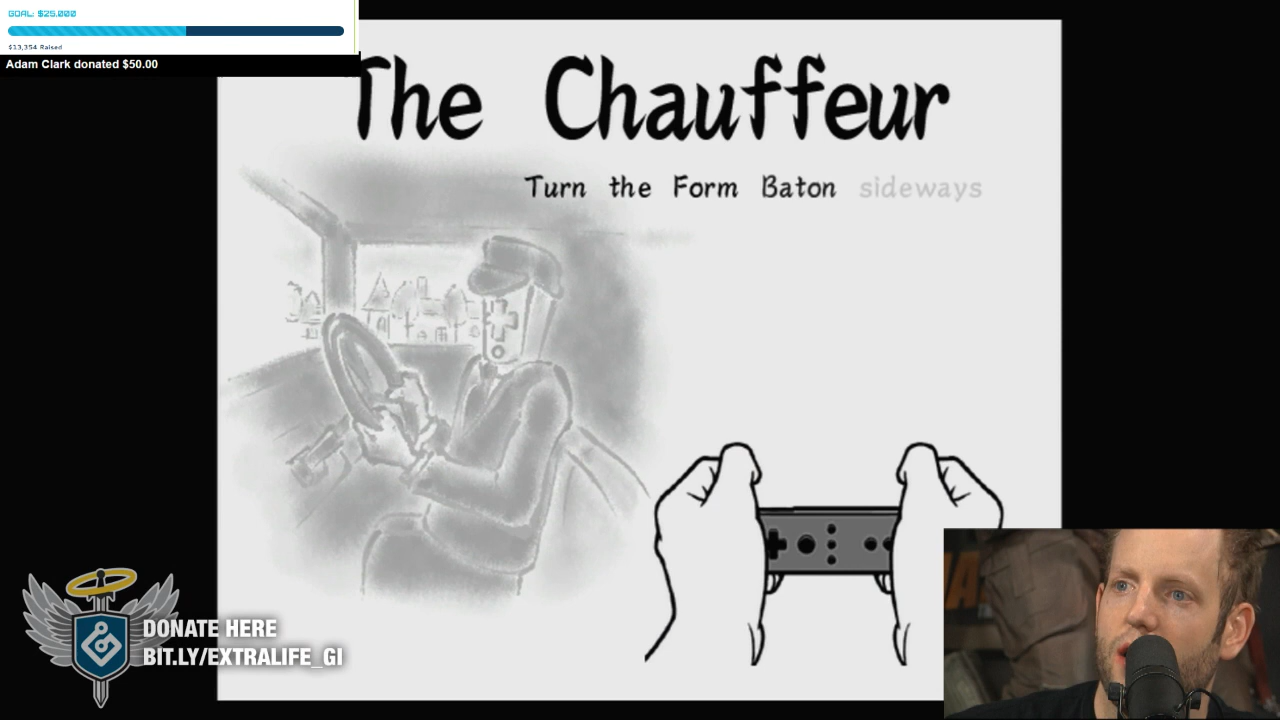 GOAL: $25,000
$13,354 Raised
Adam Clark donated $50.00
The Chauffeur
Turn the Form Baton sideways
DONATE HERE
BIT.LY/EXTRALIFE_GI